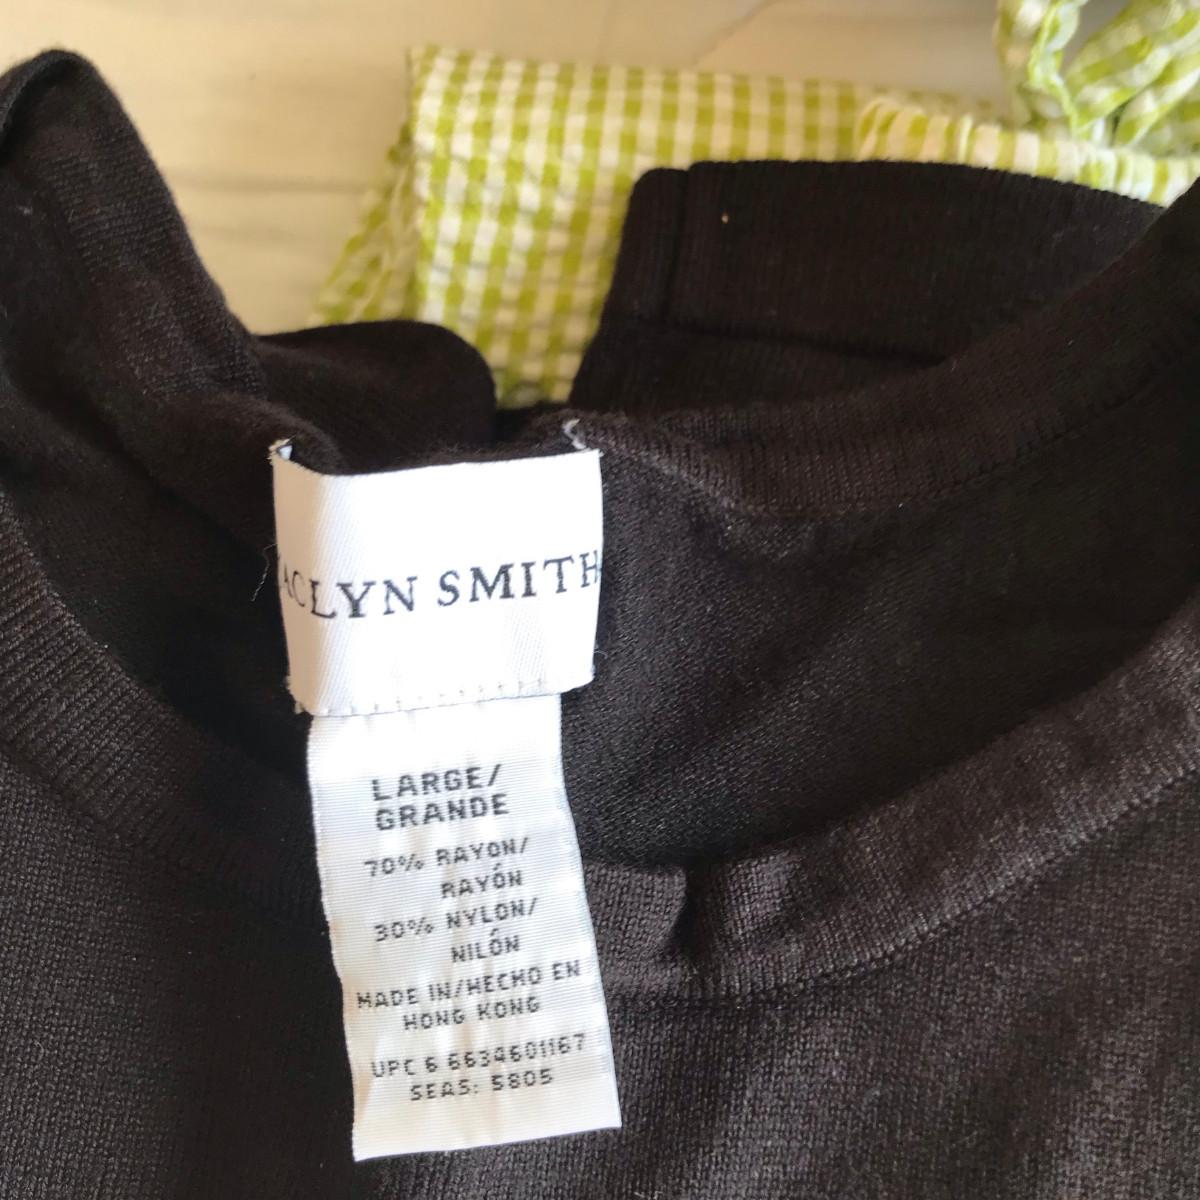 ACLYN SMITH
LARGE/
GRANDE
70% RAYON/
RAYÓN
30% NYLON/
NILÓN
MADE IN/HECHO EN
HONG KONG
UPC 6 6634601167
SEAS: 5805